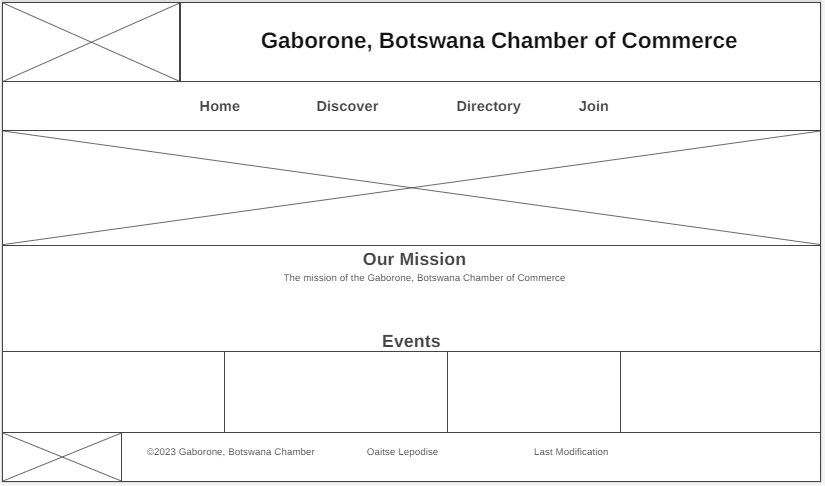 Gaborone, Botswana Chamber of Commerce
Home Discover Directory Join
Our Mission
The mission of the Gaborone, Botswana Chamber of Commerce
Events
©2023 Gaborone, Botswana Chamber Oaitse Lepodise Last Modification